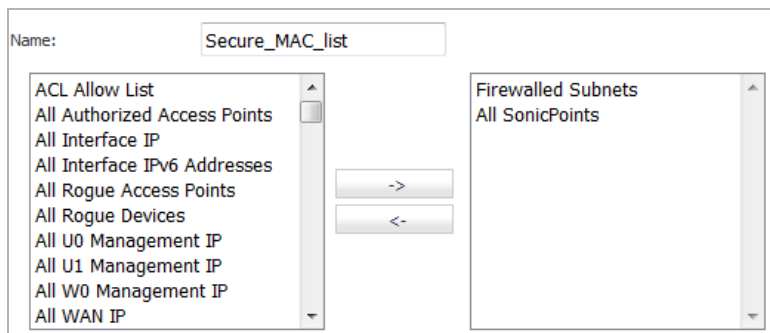 Name: Secure_MAC_list
ACL Allow List
All Authorized Access Points
All Interface IP
All Interface IPv6 Addresses
All Rogue Access Points
All Rogue Devices
All U0 Management IP
All U1 Management IP
All W0 Management IP
All WAN IP
->
<-
Firewalled Subnets
All SonicPoints